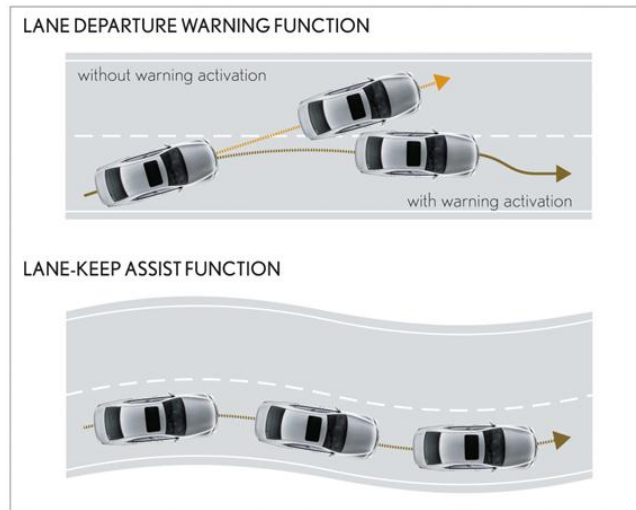 LANE DEPARTURE WARNING FUNCTION
without warning activation
with warning activation
LANE-KEEP ASSIST FUNCTION